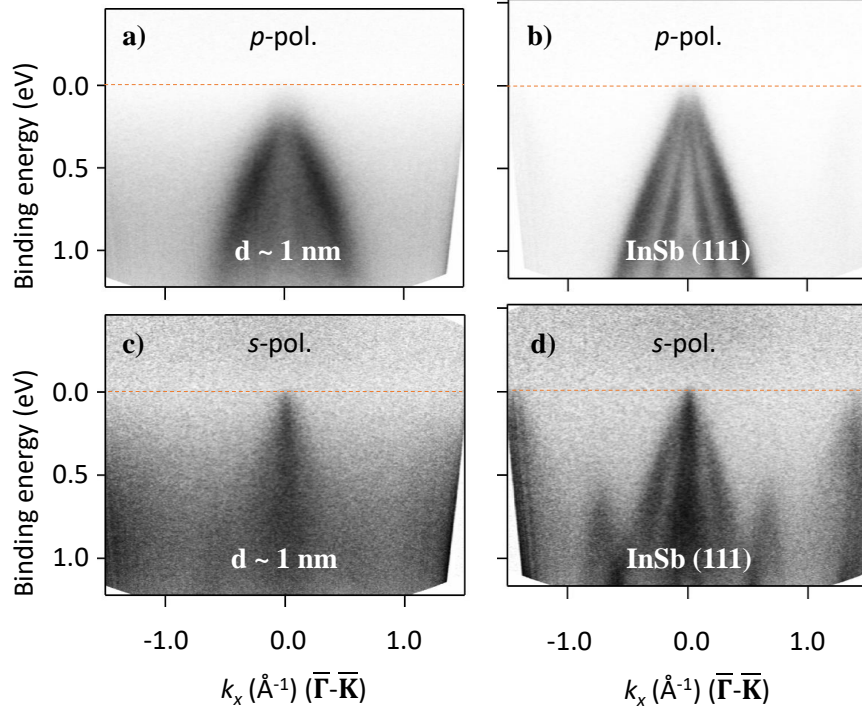 a)
p-pol.
b)
p-pol.
0.0
0.5
1.0
Binding energy (eV)
d ~ 1 nm
InSb (111)
c)
s-pol.
d)
s-pol.
0.0
0.5
1.0
Binding energy (eV)
d ~ 1 nm
InSb (111)
-1.0 0.0 1.0
-1.0 0.0 1.0
kₓ (Å⁻¹) (Γ̅-K̅)
kₓ (Å⁻¹) (Γ̅-K̅)